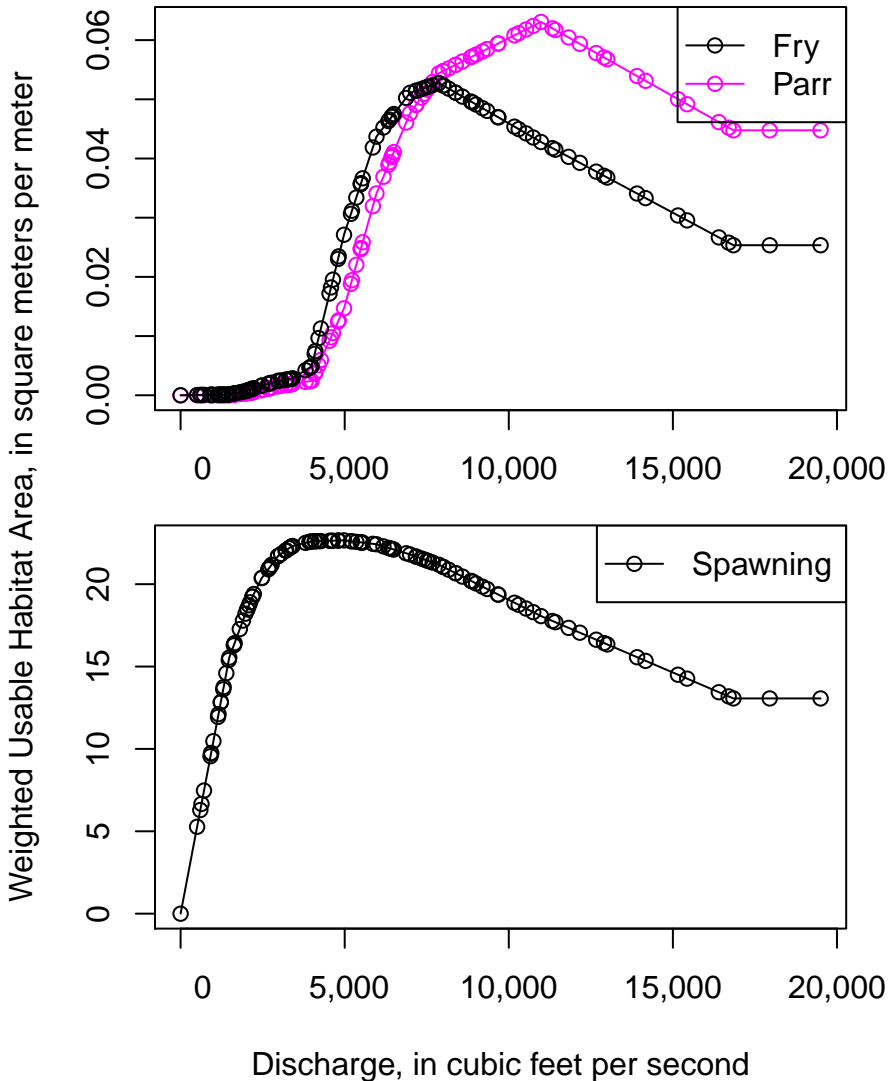 Weighted Usable Habitat Area, in square meters per meter
0.06
0.04
0.02
0.00
Fry
Parr
0 5,000 10,000 15,000 20,000
20
15
10
5
0
Spawning
0 5,000 10,000 15,000 20,000
Discharge, in cubic feet per second